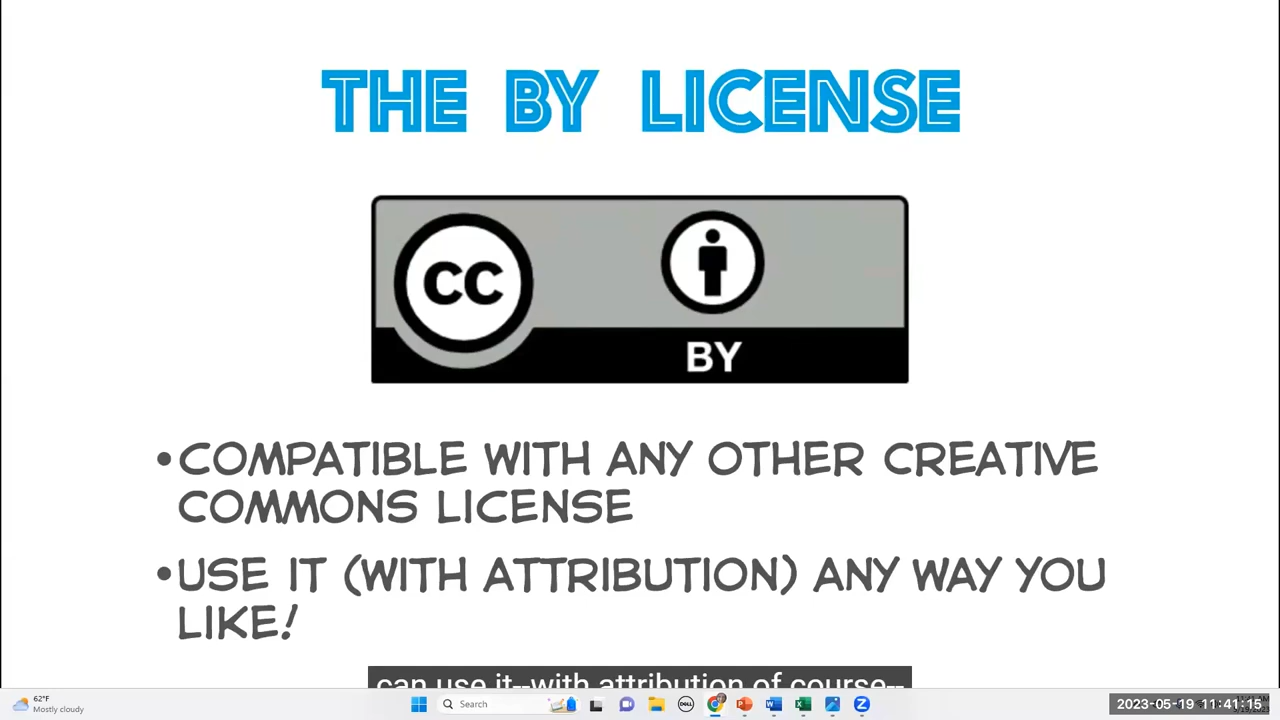 THE BY LICENSE
CC
BY
•COMPATIBLE WITH ANY OTHER CREATIVE
COMMONS LICENSE
•USE IT (WITH ATTRIBUTION) ANY WAY YOU
LIKE!
can use it--with attribution of course--
62°F
Mostly cloudy
Search
DELL
2023-05-19 11:41:15